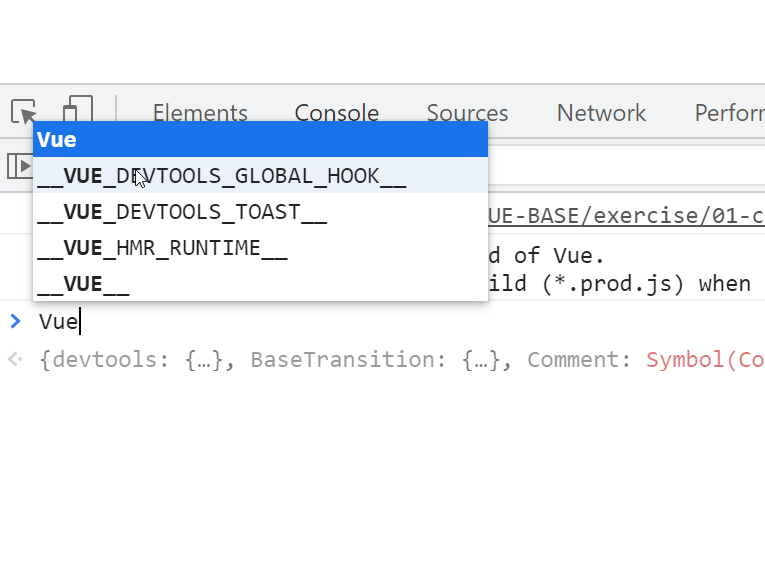 Elements Console Sources Network Perfor
Vue
__VUE_DEVTOOLS_GLOBAL_HOOK__
__VUE_DEVTOOLS_TOAST__
UE-BASE/exercise/01-c
__VUE_HMR_RUNTIME__
d of Vue.
__VUE__
ild (*.prod.js) when
> Vue
{devtools: {…}, BaseTransition: {…}, Comment: Symbol(Co